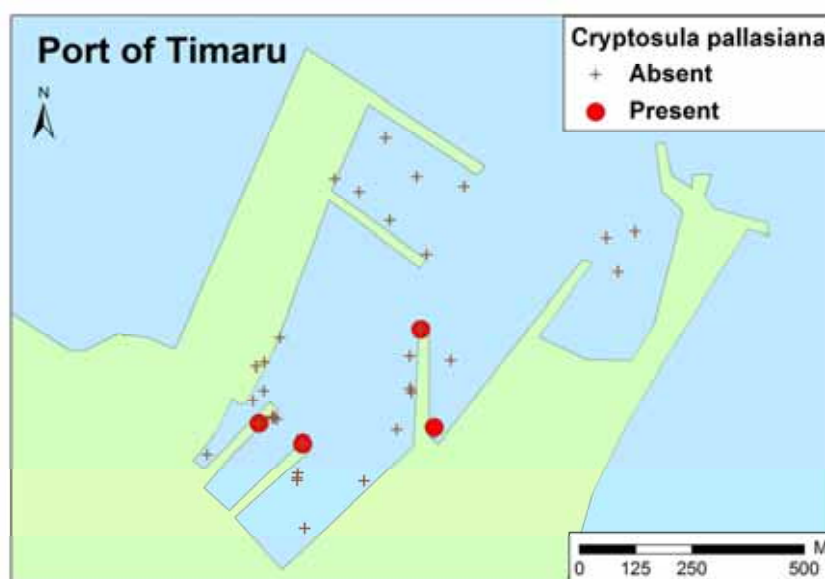 Port of Timaru
N
Cryptosula pallasiana
Absent
Present
M
0 125 250 500